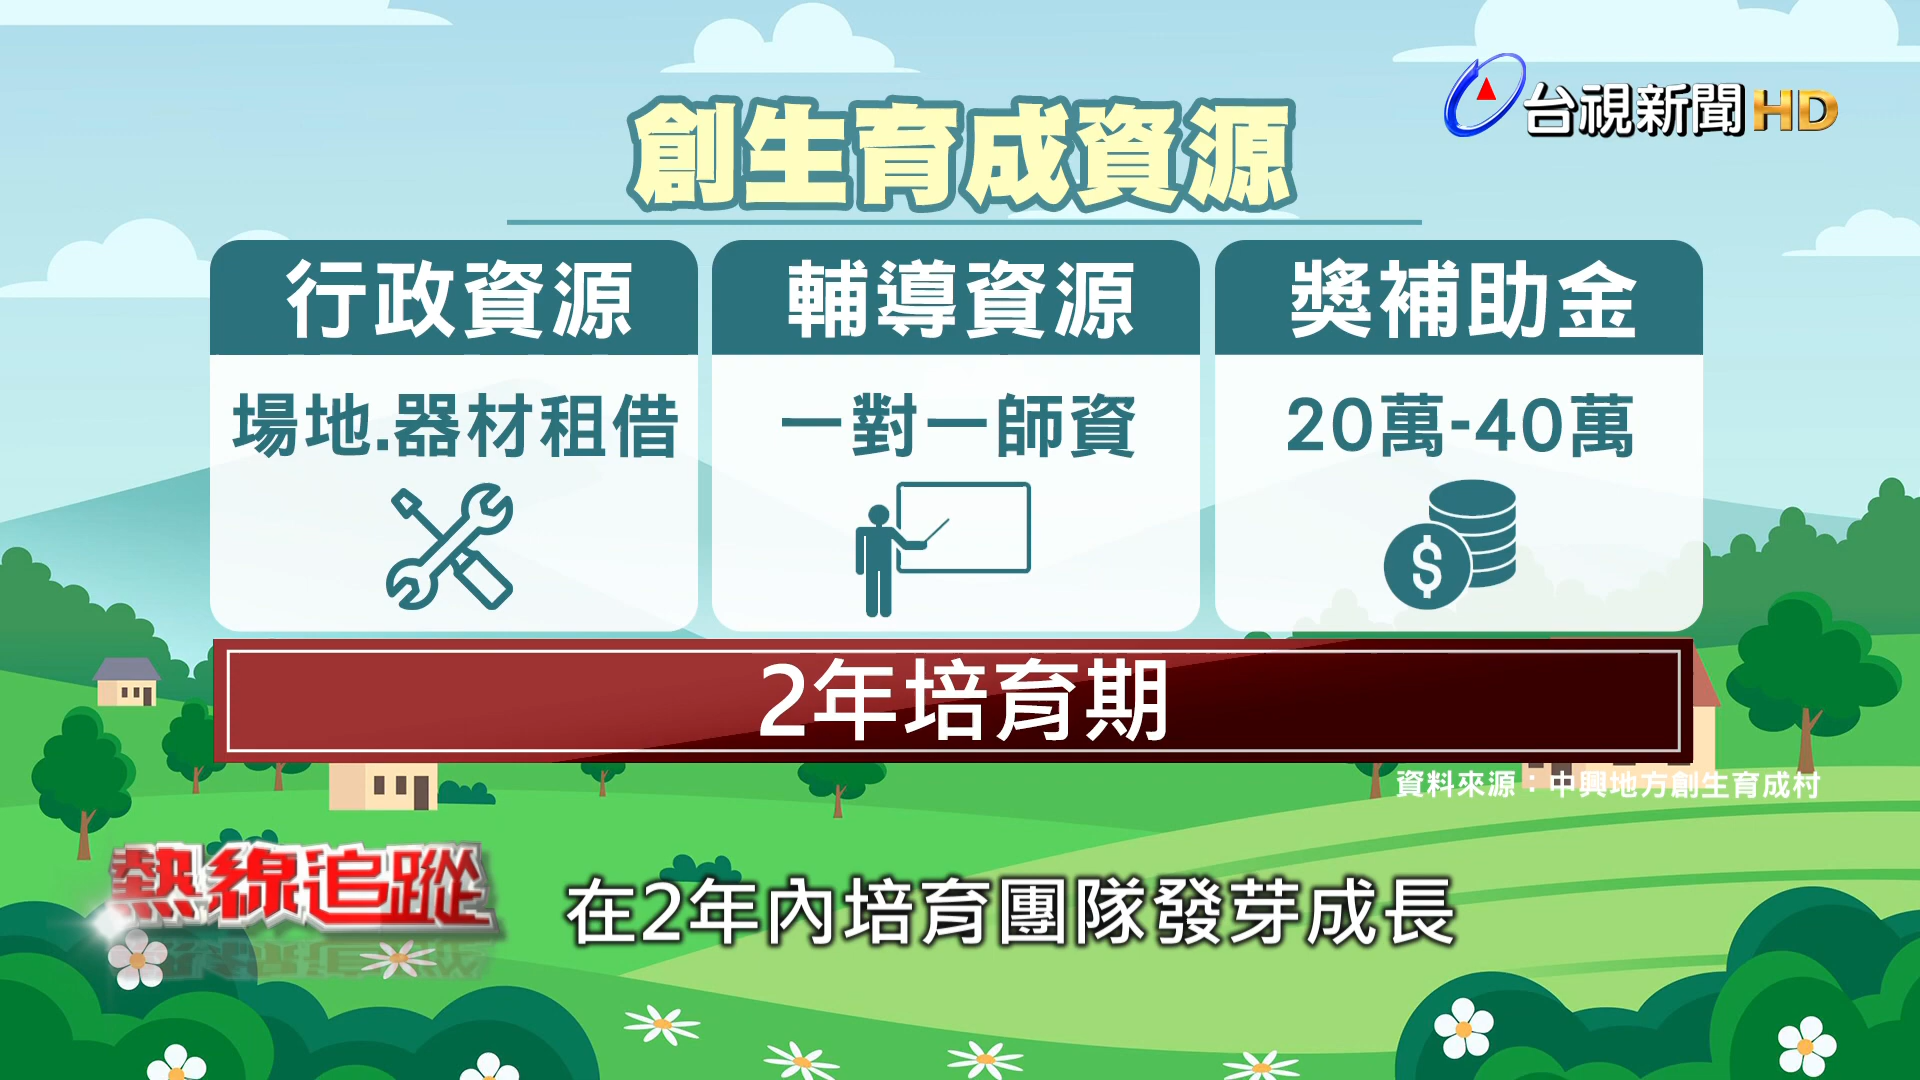 台視新聞HD
創生育成資源
行政資源
場地.器材租借
輔導資源
一對一師資
獎補助金
20萬-40萬
$
2年培育期
資料來源：中興地方創生育成村
熱線追蹤
在2年內培育團隊發芽成長